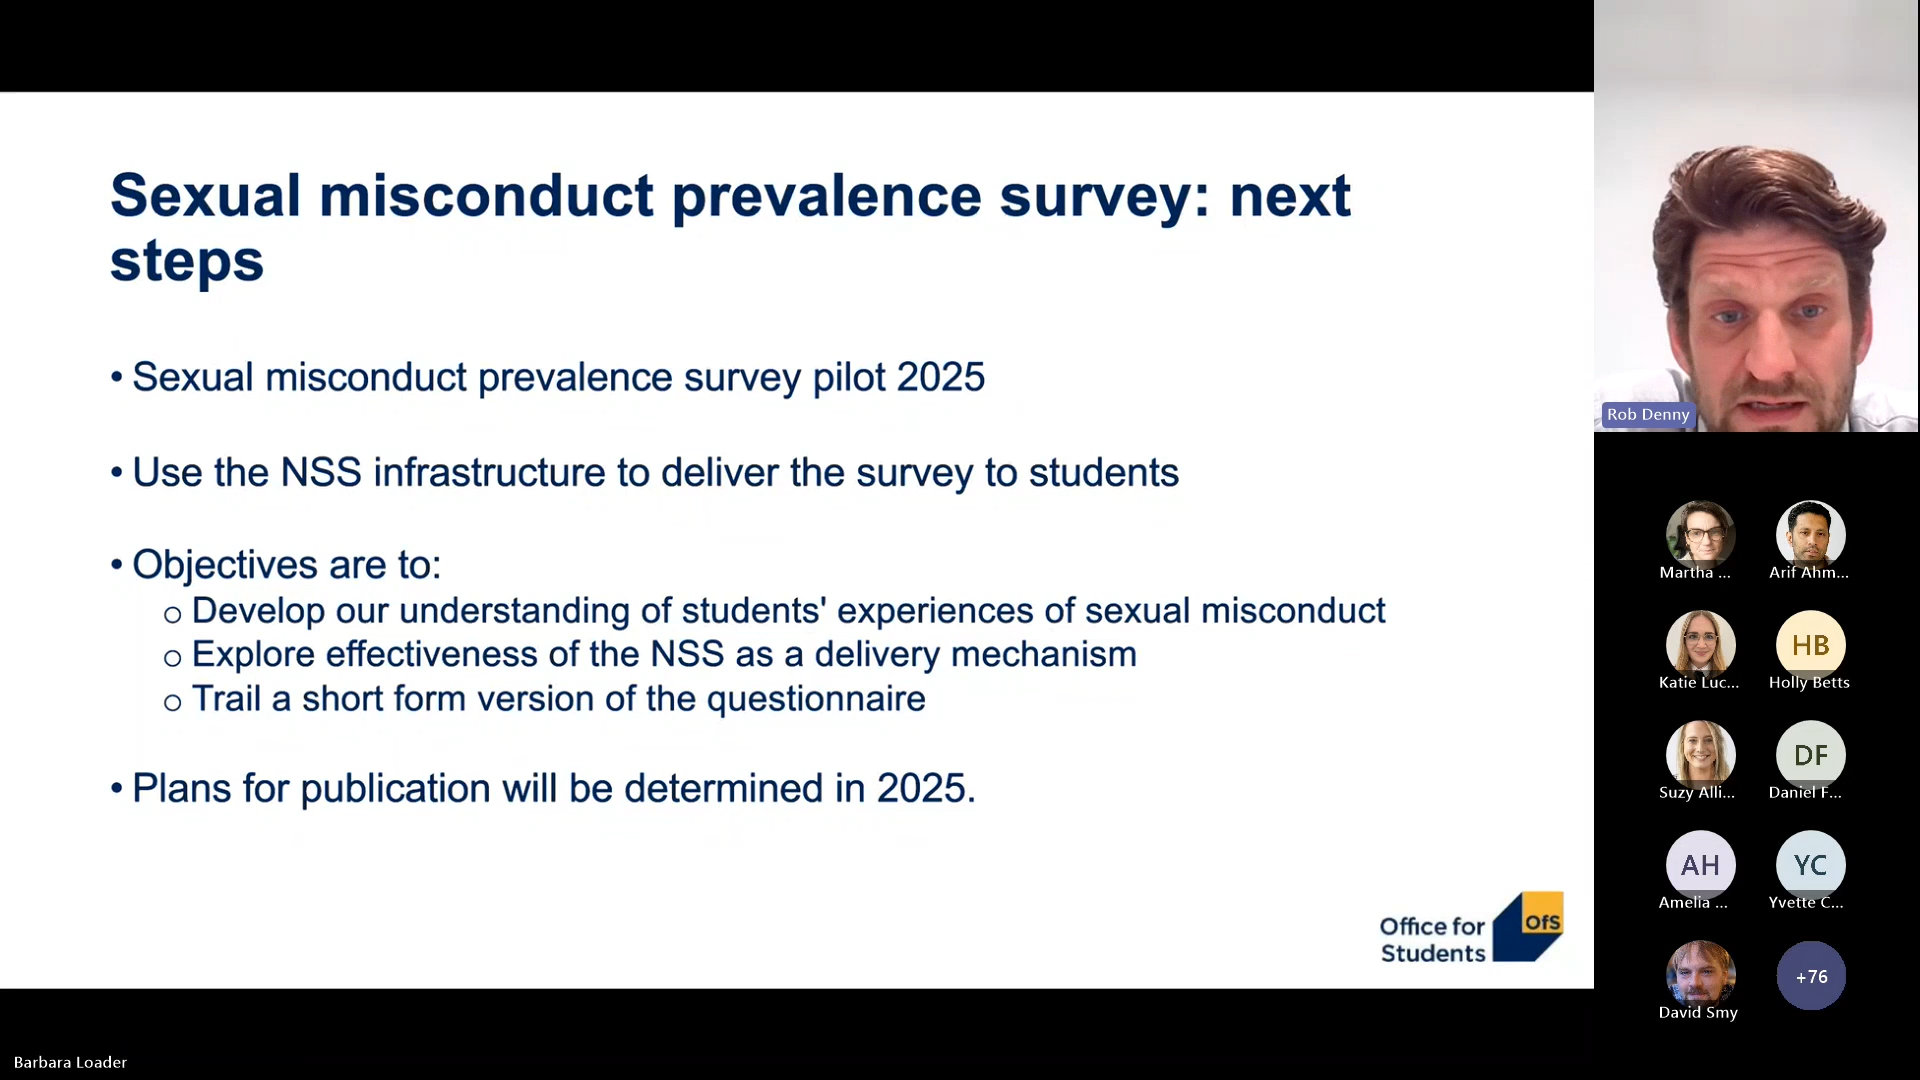 Sexual misconduct prevalence survey: next
steps
• Sexual misconduct prevalence survey pilot 2025
• Use the NSS infrastructure to deliver the survey to students
• Objectives are to:
o Develop our understanding of students' experiences of sexual misconduct
o Explore effectiveness of the NSS as a delivery mechanism
o Trail a short form version of the questionnaire
• Plans for publication will be determined in 2025.
Office for
Students
OfS
Barbara Loader
Rob Denny
Martha ...
Arif Ahm...
Katie Luc...
HB
Holly Betts
Suzy Alli...
DF
Daniel F...
AH
Amelia ...
YC
Yvette C...
David Smy
+76